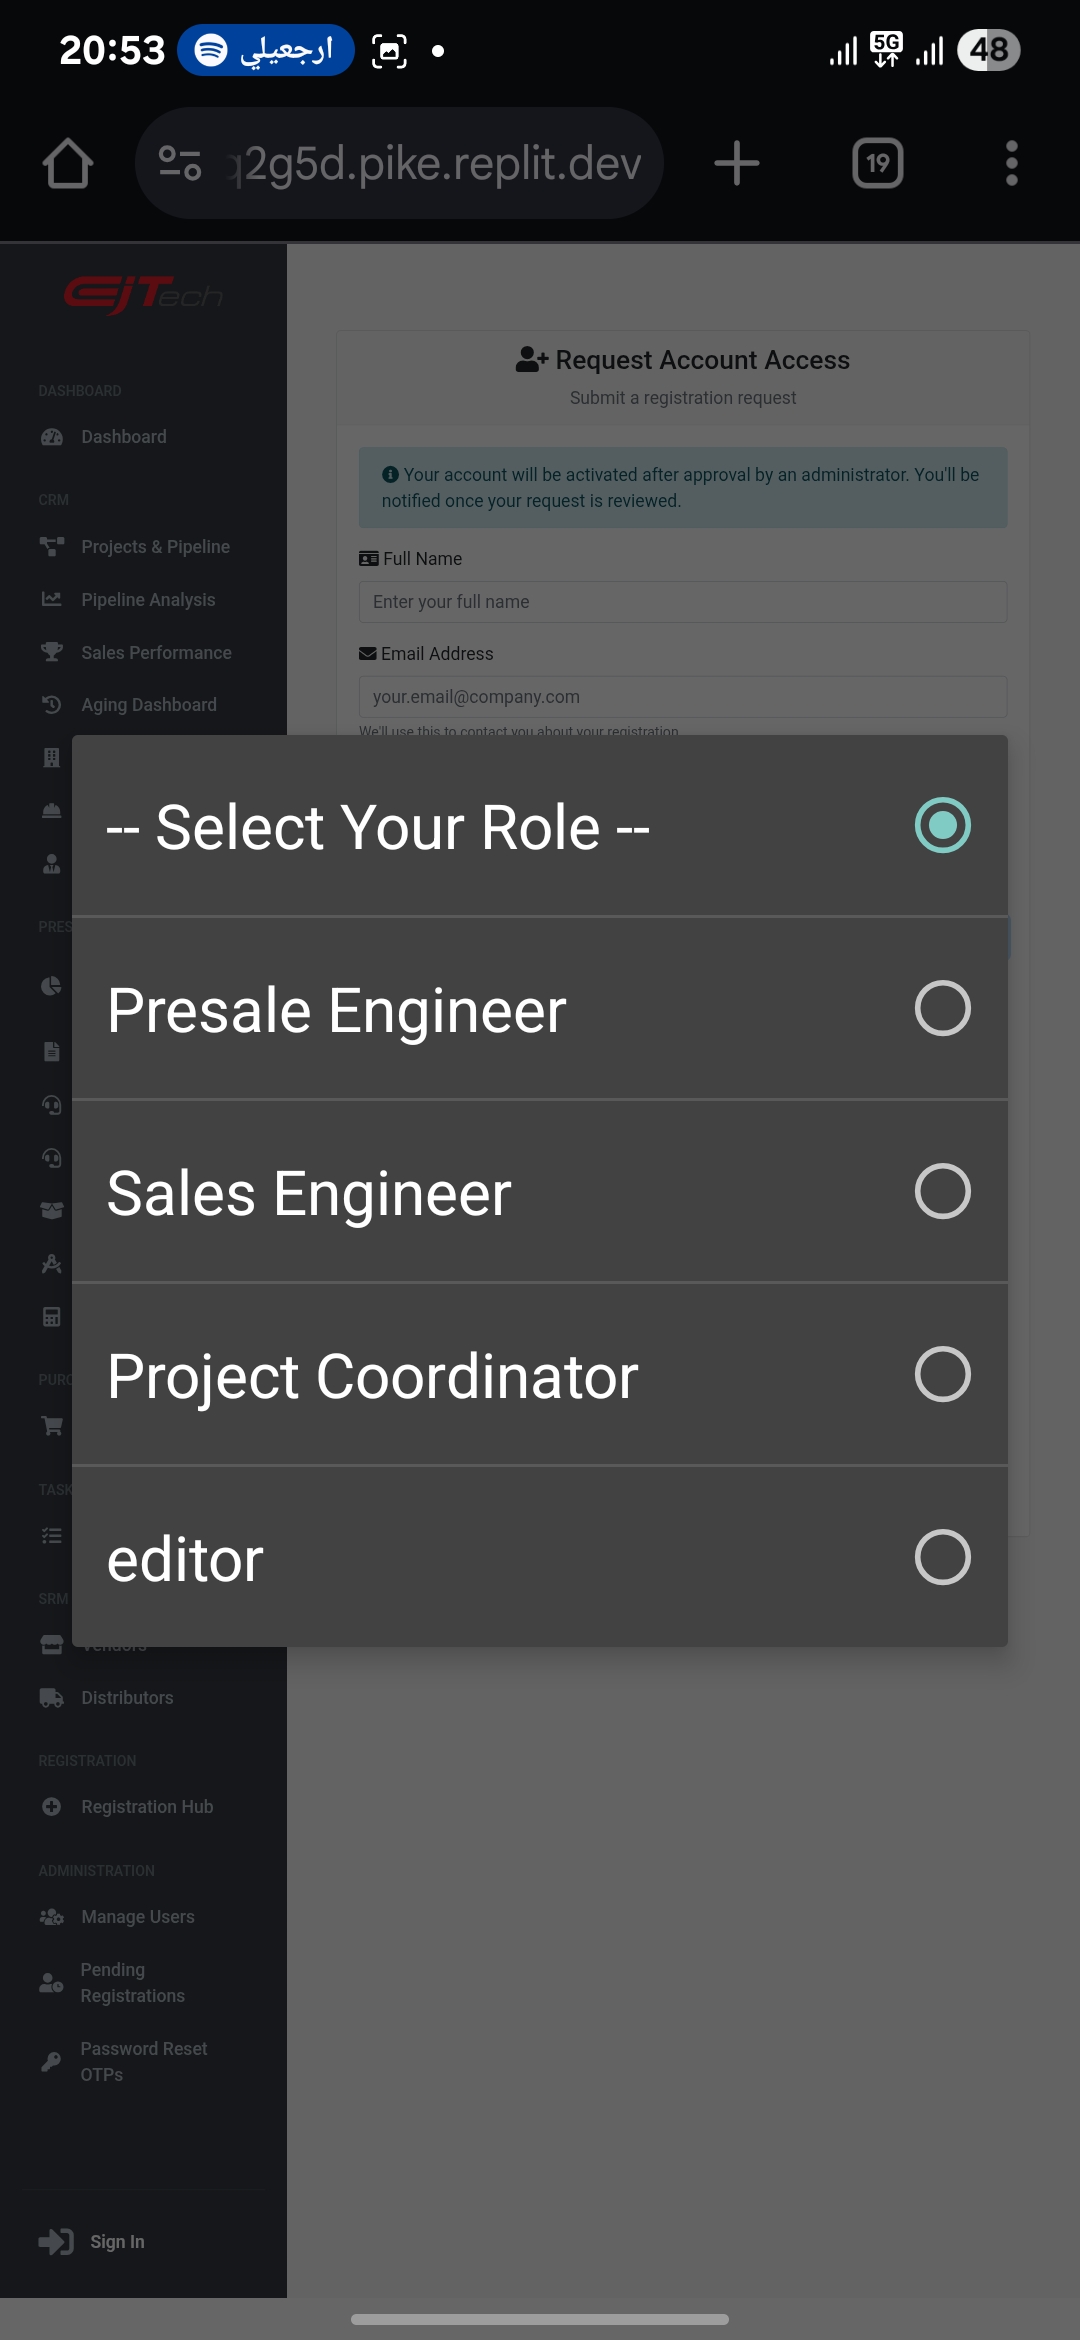 20:53
ارجعيلي
5G
48
q2g5d.pike.replit.dev
19
EjTech
DASHBOARD
Dashboard
CRM
Projects & Pipeline
Pipeline Analysis
Sales Performance
Aging Dashboard
PRES
PURC
TASK
SRM
Vendors
Distributors
REGISTRATION
Registration Hub
ADMINISTRATION
Manage Users
Pending
Registrations
Password Reset
OTPs
Sign In
Request Account Access
Submit a registration request
Your account will be activated after approval by an administrator. You'll be
notified once your request is reviewed.
Full Name
Enter your full name
Email Address
your.email@company.com
We'll use this to contact you about your registration
-- Select Your Role --
Presale Engineer
Sales Engineer
Project Coordinator
editor